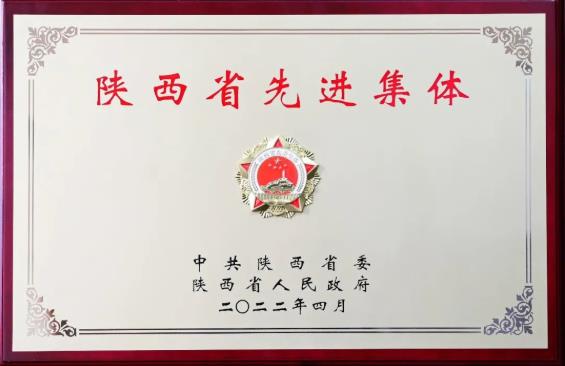 陕西省先进集体
中共陕西省委
陕西省人民政府
二〇二二年四月